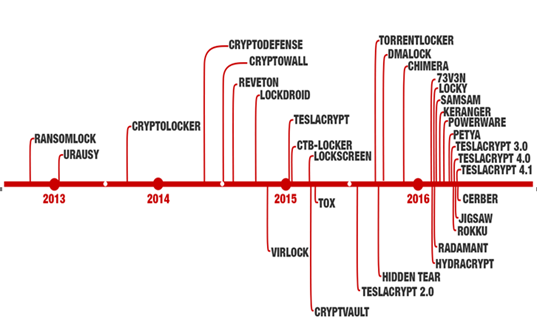 CRYPTODEFENSE
CRYPTOWALL
REVETON
LOCKDROID
TORRENTLOCKER
DMALOCK
CHIMERA
73V3N
LOCKY
SAMSAM
KERANGER
POWERWARE
PETYA
TESLACRYPT 3.0
TESLACRYPT 4.0
TESLACRYPT 4.1
RANSOMLOCK
URAUSY
CRYPTOLOCKER
TESLACRYPT
CTB-LOCKER
LOCKSCREEN
2013
2014
2015
2016
TOX
CERBER
JIGSAW
ROKKU
VIRLOCK
RADAMANT
HYDRACRYPT
HIDDEN TEAR
TESLACRYPT 2.0
CRYPTVAULT